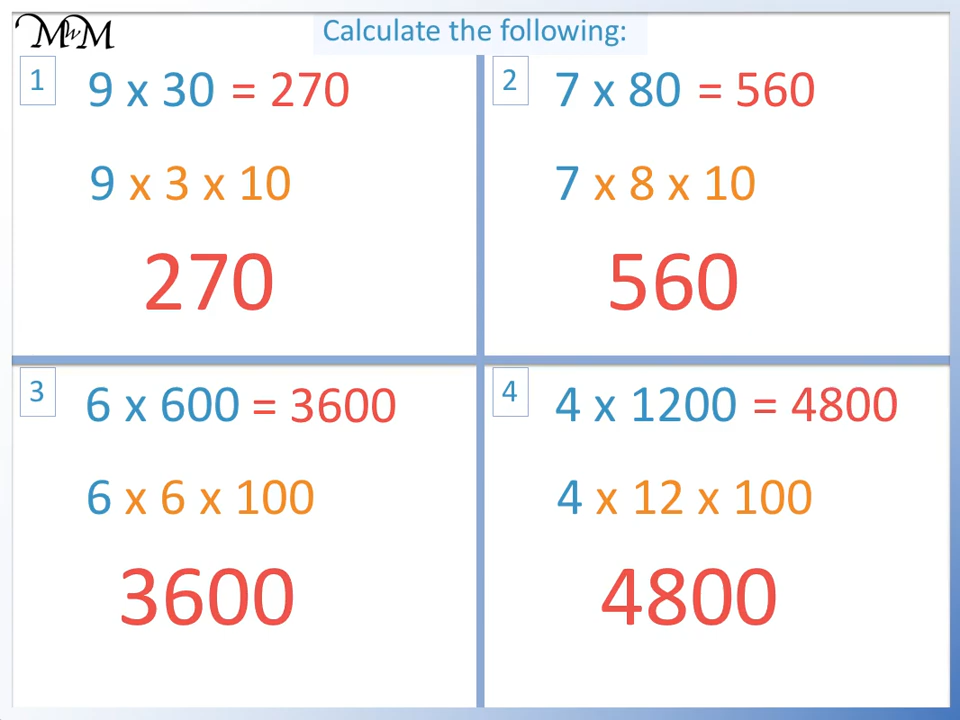 MwM
Calculate the following:
1
9 x 30 = 270
9 x 3 x 10
270
2
7 x 80 = 560
7 x 8 x 10
560
3
6 x 600 = 3600
6 x 6 x 100
3600
4
4 x 1200 = 4800
4 x 12 x 100
4800